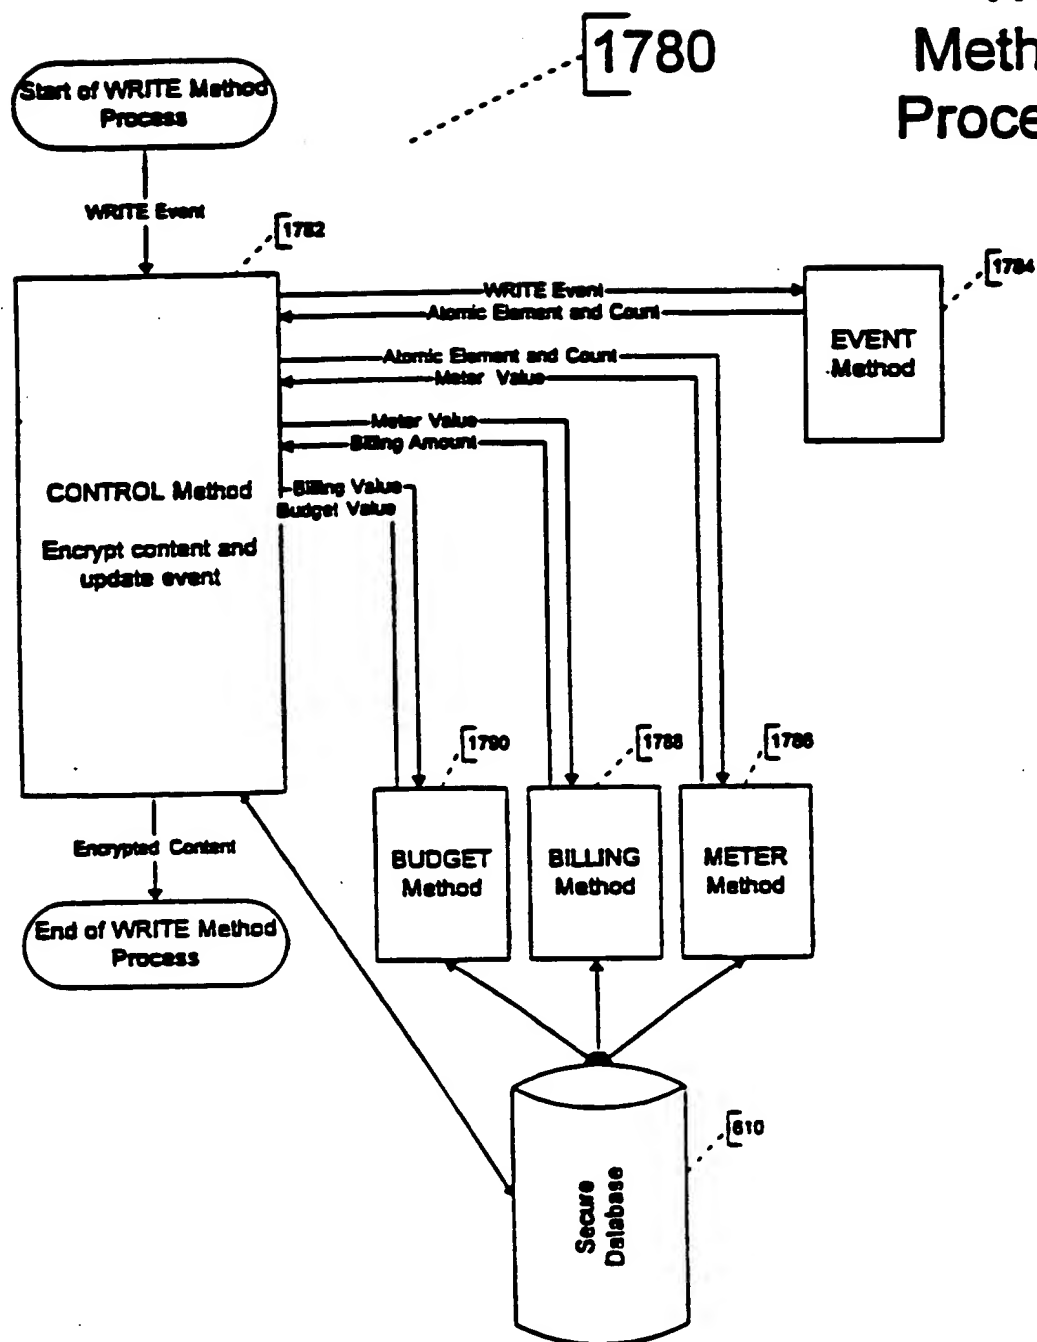 1780
Meth
Proce
Start of WRITE Method
Process
WRITE Event
1782
1784
WRITE Event
Atomic Element and Count
EVENT
Method
Atomic Element and Count
Meter Value
Meter Value
Billing Amount
CONTROL Method
Billing Value
Budget Value
Encrypt content and
update event
1790
1788
1786
Encrypted Content
BUDGET
Method
BILLING
Method
METER
Method
End of WRITE Method
Process
610
Secure
Database